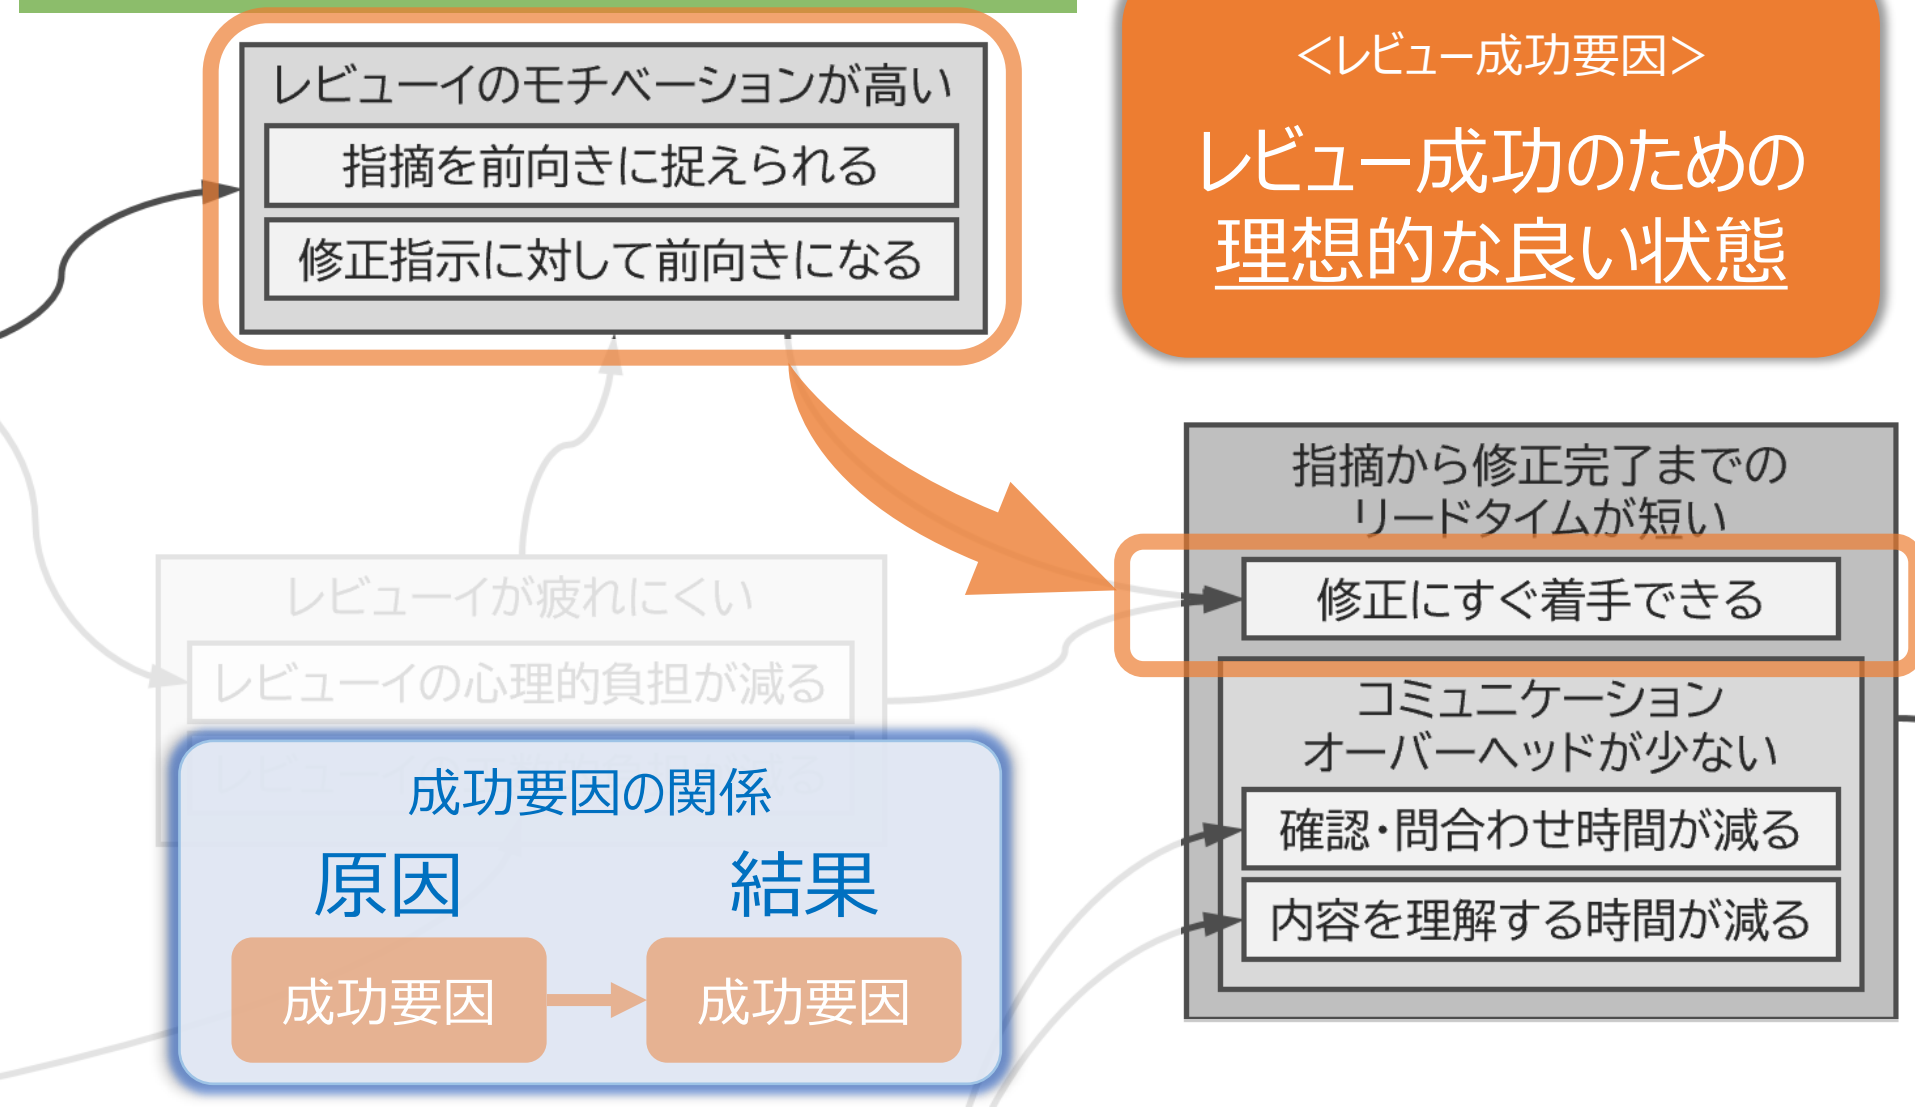 レビューイのモチベーションが高い
指摘を前向きに捉えられる
修正指示に対して前向きになる
＜レビュー成功要因＞
レビュー成功のための
理想的な良い状態
指摘から修正完了までの
リードタイムが短い
修正にすぐ着手できる
コミュニケーション
オーバーヘッドが少ない
確認・問合わせ時間が減る
内容を理解する時間が減る
レビューイが疲れにくい
レビューイの心理的負担が減る
成功要因の関係
原因
結果
成功要因
成功要因